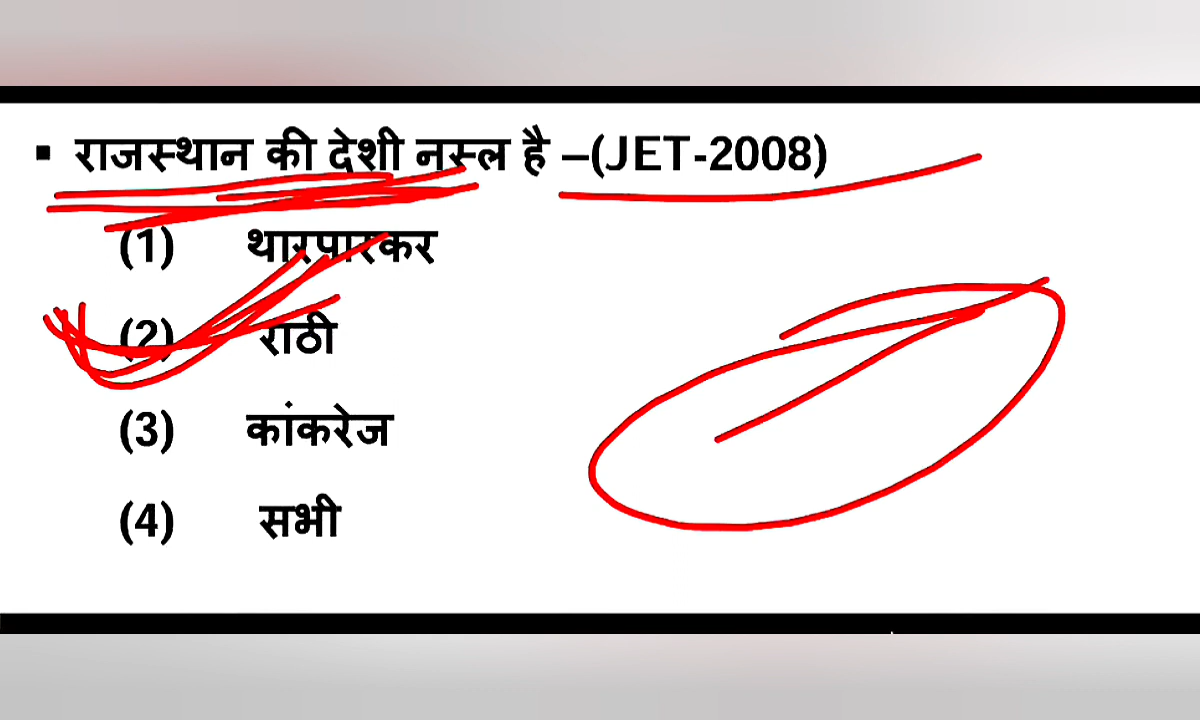 ▪ राजस्थान की देशी नस्ल है –(JET-2008)
(1) थारपारकर
(2) राठी
(3) कांकरेज
(4) सभी